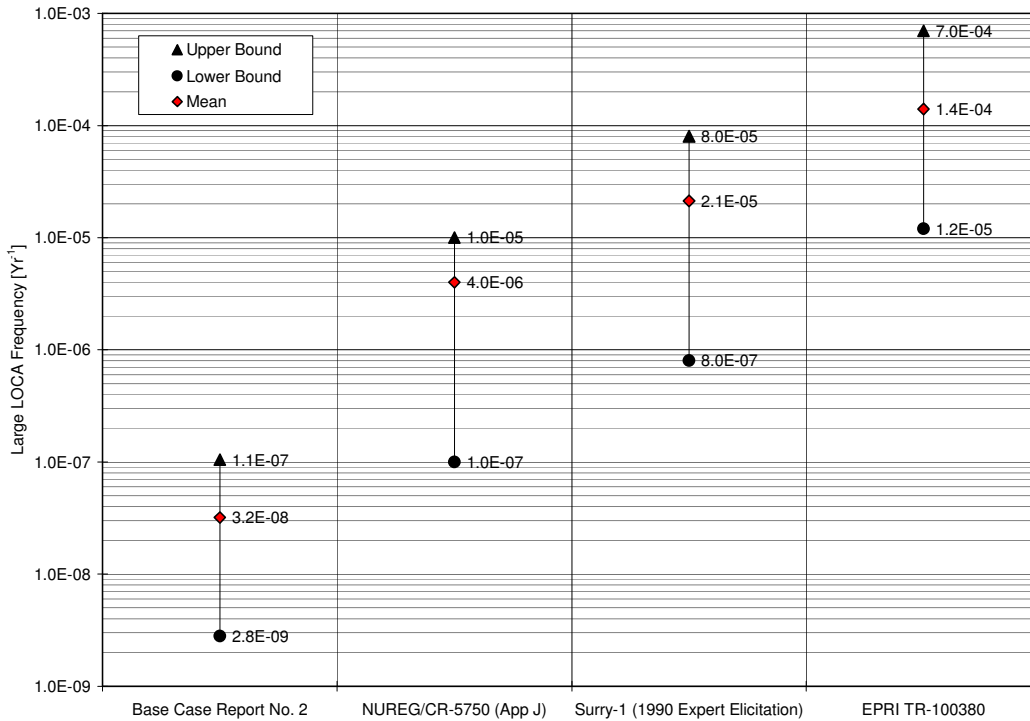 1.0E-03
1.0E-04
1.0E-05
1.0E-06
1.0E-07
1.0E-08
1.0E-09
Large LOCA Frequency [Yr-1]
Upper Bound
Lower Bound
Mean
1.1E-07
3.2E-08
2.8E-09
1.0E-05
4.0E-06
1.0E-07
8.0E-05
2.1E-05
8.0E-07
7.0E-04
1.4E-04
1.2E-05
Base Case Report No. 2
NUREG/CR-5750 (App J)
Surry-1 (1990 Expert Elicitation)
EPRI TR-100380